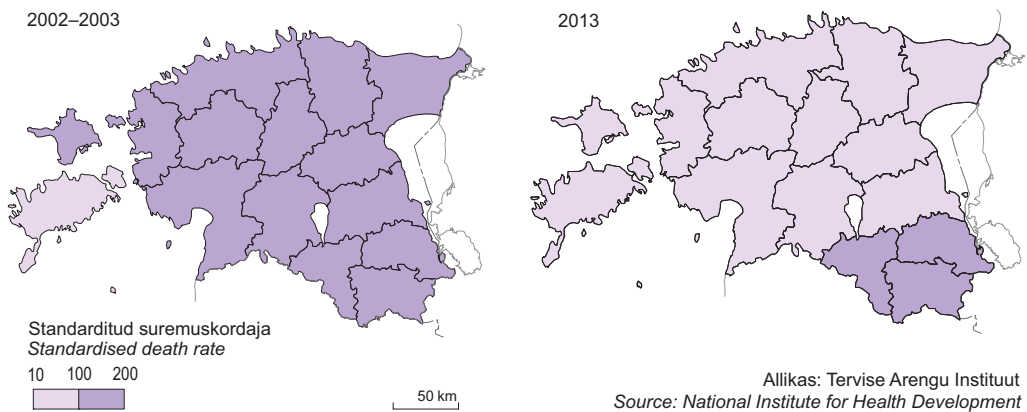 2002–2003
2013
Standarditud suremuskordaja
Standardised death rate
10 100 200
50 km
Allikas: Tervise Arengu Instituut
Source: National Institute for Health Development